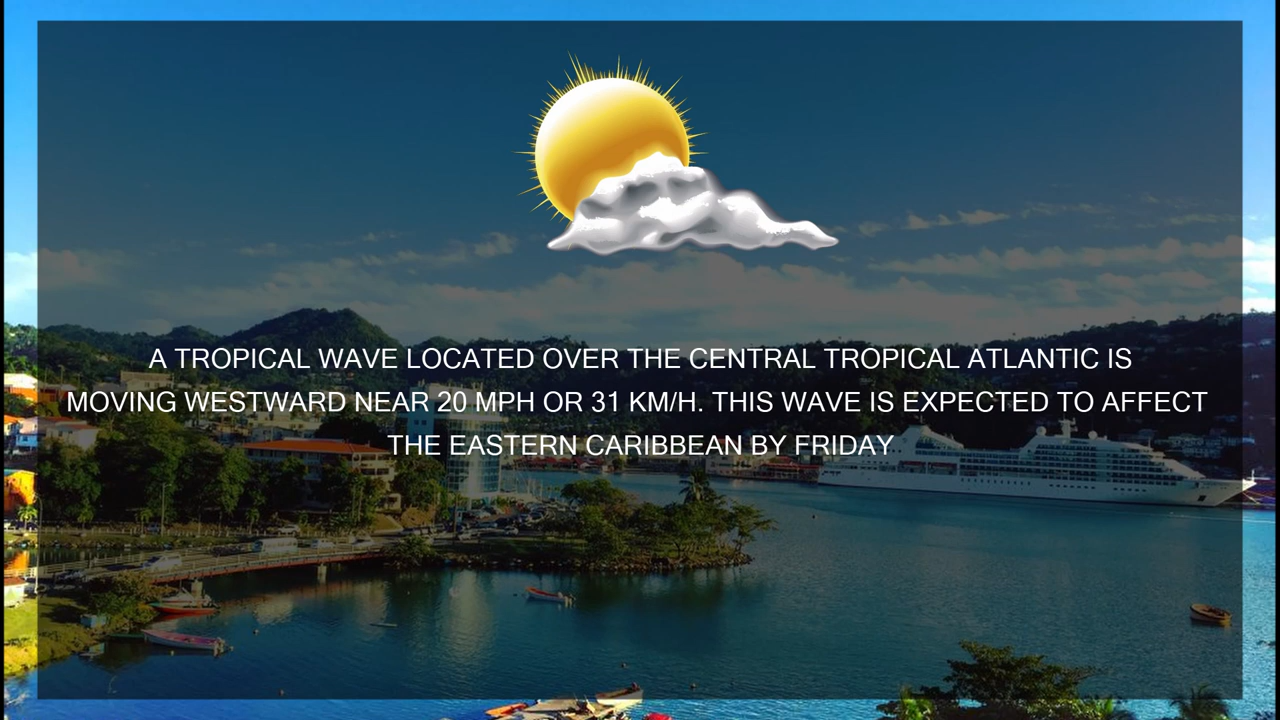 A TROPICAL WAVE LOCATED OVER THE CENTRAL TROPICAL ATLANTIC IS
MOVING WESTWARD NEAR 20 MPH OR 31 KM/H. THIS WAVE IS EXPECTED TO AFFECT
THE EASTERN CARIBBEAN BY FRIDAY